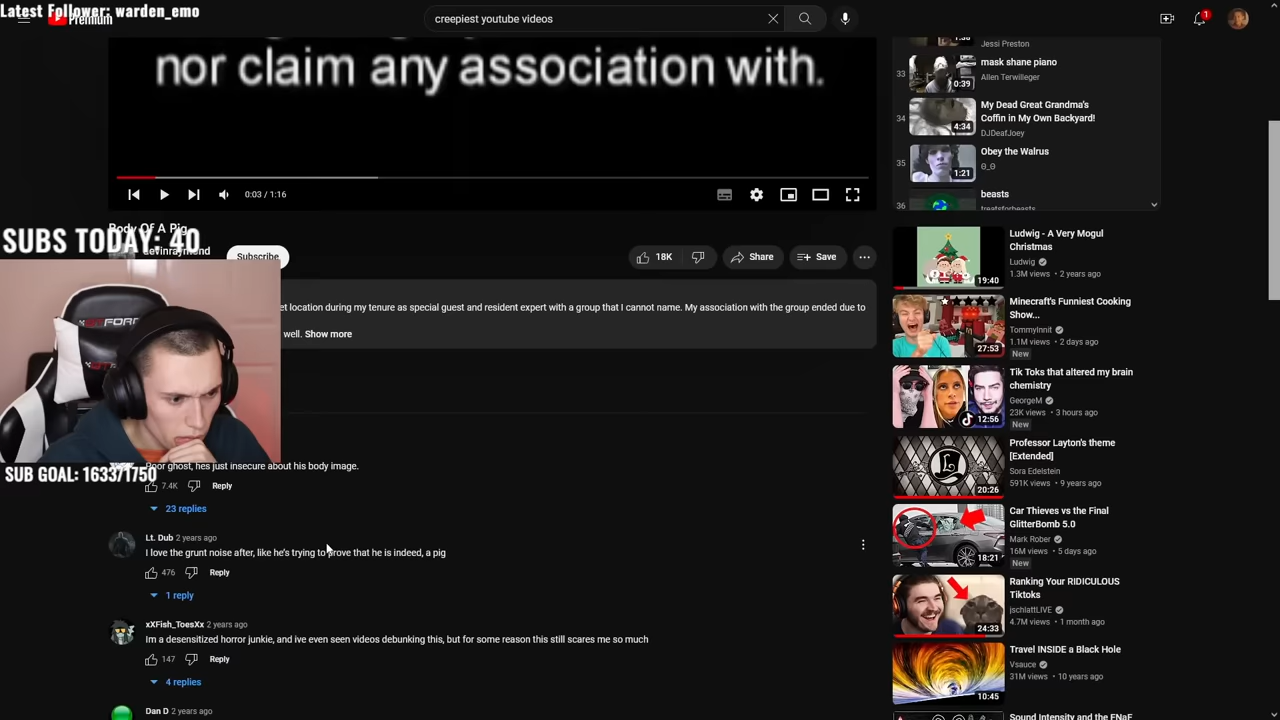 Latest Follower: warden_emo
Premium
creepiest youtube videos
1
nor claim any association with.
0:03 / 1:16
Body Of A Pig
SUBS TODAY: 40
devinraymond
Subscribe
18K
Share
Save
et location during my tenure as special guest and resident expert with a group that I cannot name. My association with the group ended due to
well. Show more
SUB GOAL: 1633/1750
Poor ghost, hes just insecure about his body image.
7.4K
Reply
23 replies
Lt. Dub 2 years ago
I love the grunt noise after, like he's trying to prove that he is indeed, a pig
476
Reply
1 reply
xXFish_ToesXx 2 years ago
Im a desensitized horror junkie, and ive even seen videos debunking this, but for some reason this still scares me so much
147
Reply
4 replies
Dan D 2 years ago
1:38
Jessi Preston
33
0:39
mask shane piano
Allen Terwilleger
34
4:34
My Dead Great Grandma's
Coffin in My Own Backyard!
DJDeafJoey
35
1:21
Obey the Walrus
0_0
36
beasts
treatsforbeasts
19:40
Ludwig - A Very Mogul
Christmas
Ludwig
1.3M views • 2 years ago
27:53
Minecraft's Funniest Cooking
Show...
TommyInnit
1.1M views • 2 days ago
New
12:56
Tik Toks that altered my brain
chemistry
GeorgeM
23K views • 3 hours ago
New
20:26
Professor Layton's theme
[Extended]
Sora Edelstein
591K views • 9 years ago
18:21
Car Thieves vs the Final
GlitterBomb 5.0
Mark Rober
16M views • 5 days ago
New
24:33
Ranking Your RIDICULOUS
Tiktoks
jschlattLIVE
4.7M views • 1 month ago
10:45
Travel INSIDE a Black Hole
Vsauce
31M views • 10 years ago
Sound Intensity and the FNaF